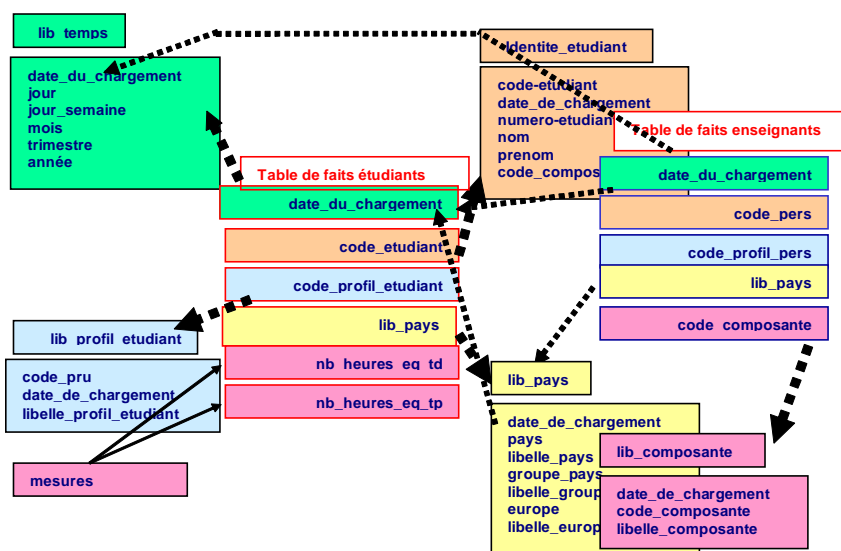 lib_temps
date_du_chargement
jour
jour_semaine
mois
trimestre
année
Identite_etudiant
code-etudiant
date_de_chargement
numero-etudian
nom
prenom
code_compos
Table de faits enseignants
date_du_chargement
code_pers
code_profil_pers
lib_pays
code_composante
Table de faits étudiants
date_du_chargement
code_etudiant
code_profil_etudiant
lib_pays
nb_heures_eq_td
nb_heures_eq_tp
lib_profil_etudiant
code_pru
date_de_chargement
libelle_profil_etudiant
mesures
lib_pays
date_de_chargement
pays
libelle_pays
groupe_pays
libelle_group
europe
libelle_europ
lib_composante
date_de_chargement
code_composante
libelle_composante